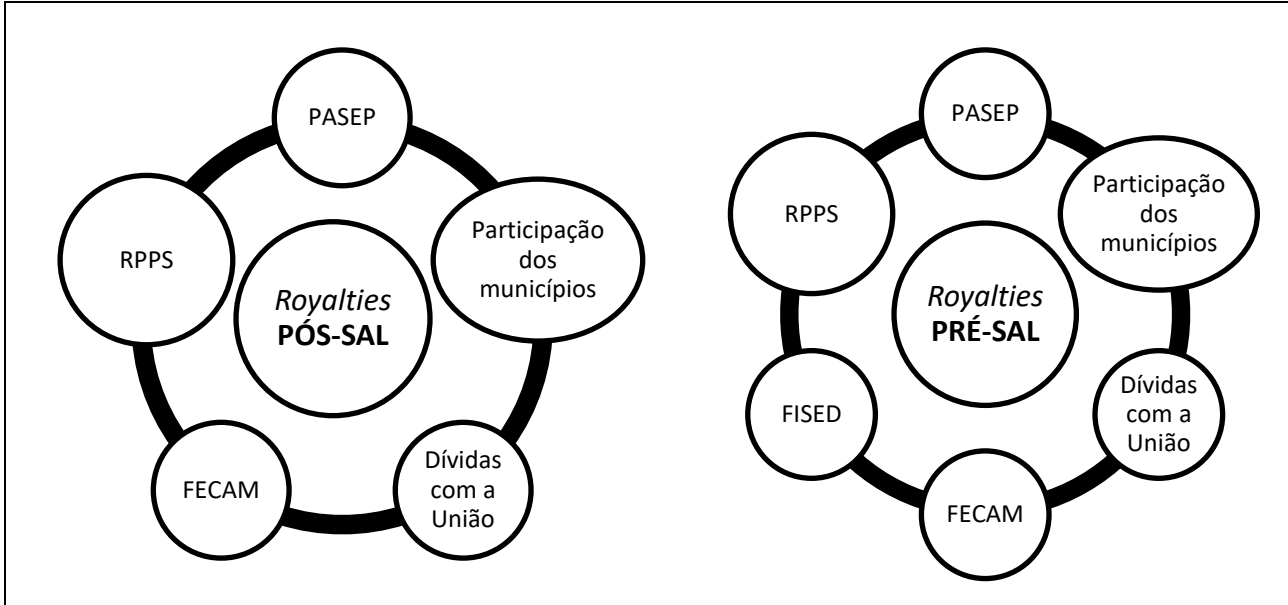 PASEP
Participação
dos
municípios
Dívidas
com a
União
FECAM
RPPS
Royalties
PÓS-SAL
PASEP
Participação
dos
municípios
Dívidas
com a
União
FECAM
FISED
RPPS
Royalties
PRÉ-SAL